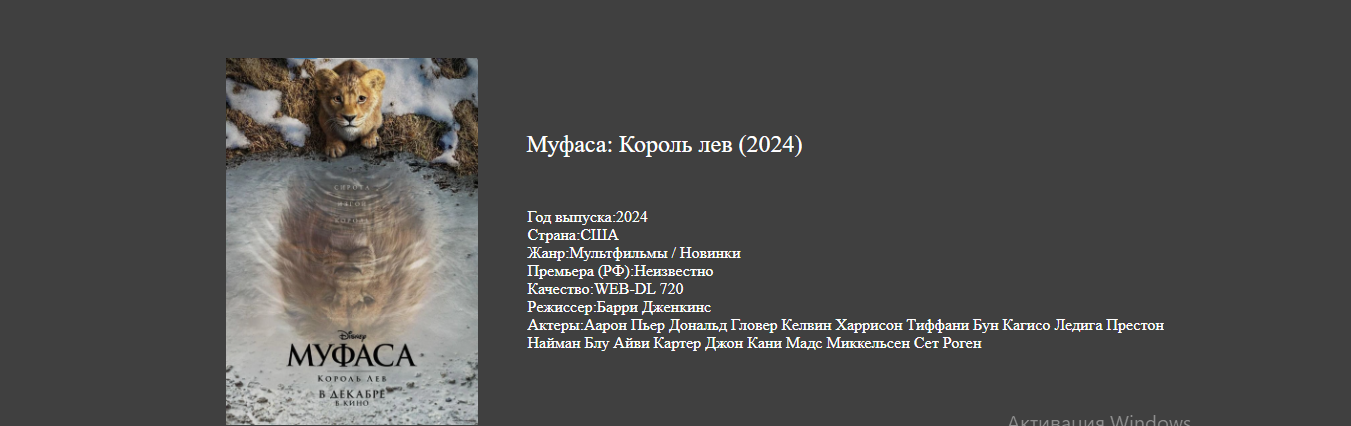 Муфаса: Король лев (2024)
Год выпуска:2024
Страна:США
Жанр:Мультфильмы / Новинки
Премьера (РФ):Неизвестно
Качество:WEB-DL 720
Режиссер:Барри Дженкинс
Актеры:Аарон Пьер Дональд Гловер Келвин Харрисон Тиффани Бун Кагисо Ледига Престон
Найман Блу Айви Картер Джон Кани Мадс Миккельсен Сет Роген
СИРОТА
ИЗГОЙ
КОРОЛЬ
Disney
МУФАСА
КОРОЛЬ ЛЕВ
В ДЕКАБРЕ
В КИНО
Активация Windows